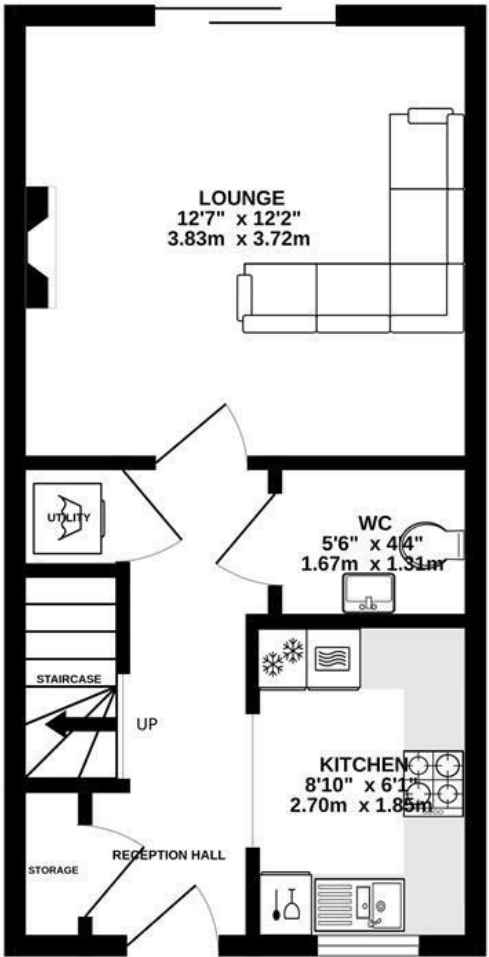 LOUNGE
12'7" x 12'2"
3.83m x 3.72m
UTILITY
WC
5'6" x 4'4"
1.67m x 1.31m
STAIRCASE
UP
KITCHEN
8'10" x 6'1"
2.70m x 1.85m
RECEPTION HALL
STORAGE